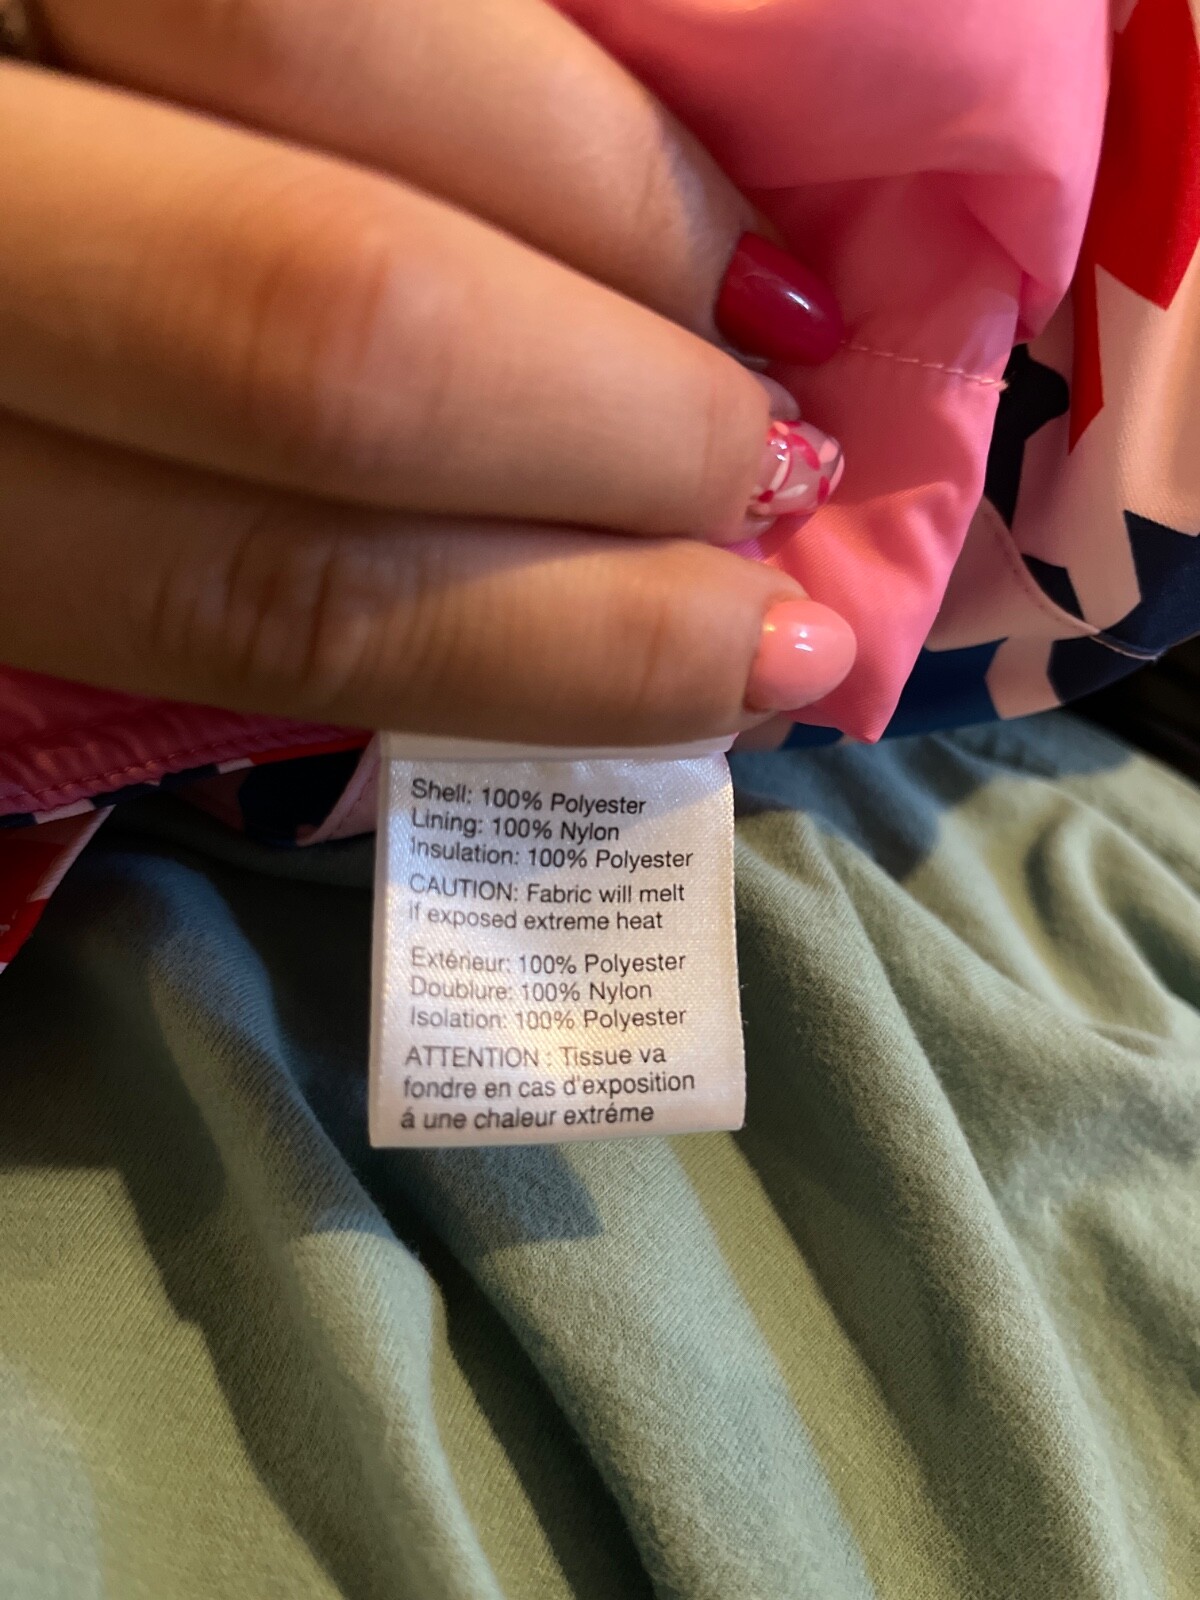 Shell: 100% Polyester
Lining: 100% Nylon
Insulation: 100% Polyester
CAUTION: Fabric will melt
if exposed extreme heat
Extérieur: 100% Polyester
Doublure: 100% Nylon
Isolation: 100% Polyester
ATTENTION : Tissue va
fondre en cas d'exposition
á une chaleur extréme